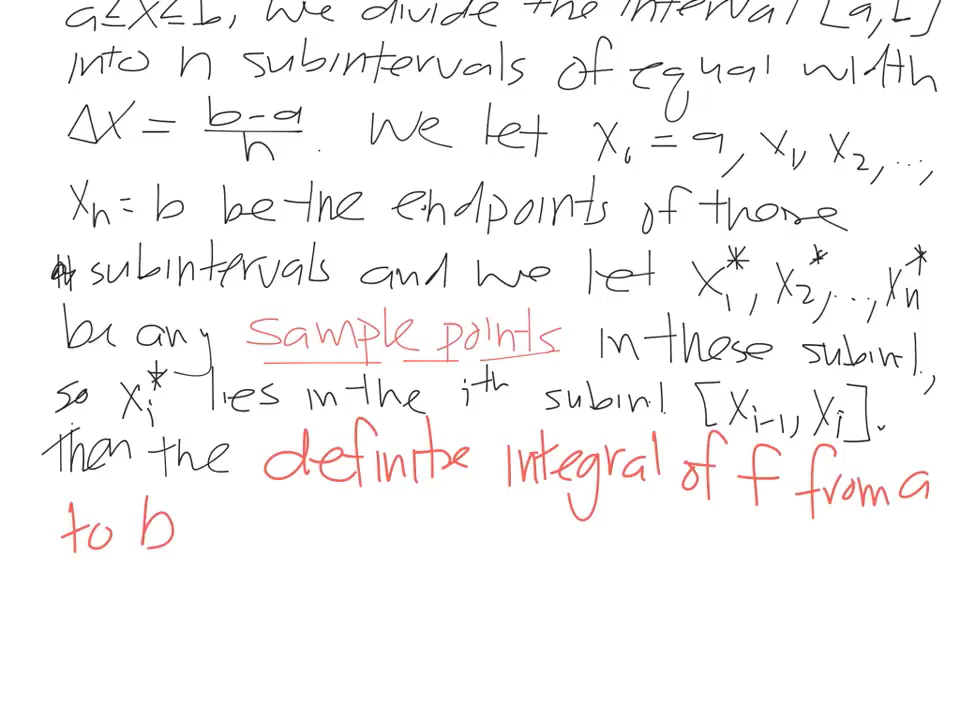 a ≤ x ≤ b, we divide the interval [a, b]
into n subintervals of equal width
Δx = (b-a)/n. We let x₀ = a, x₁, x₂, ...,
xₙ = b be the endpoints of those
subintervals and we let x₁*, x₂*, ..., xₙ*
be any sample points in these subin1,
so xᵢ* lies in the iᵗʰ subin1 [xᵢ₋₁, xᵢ].
then the definite integral of f from a
to b